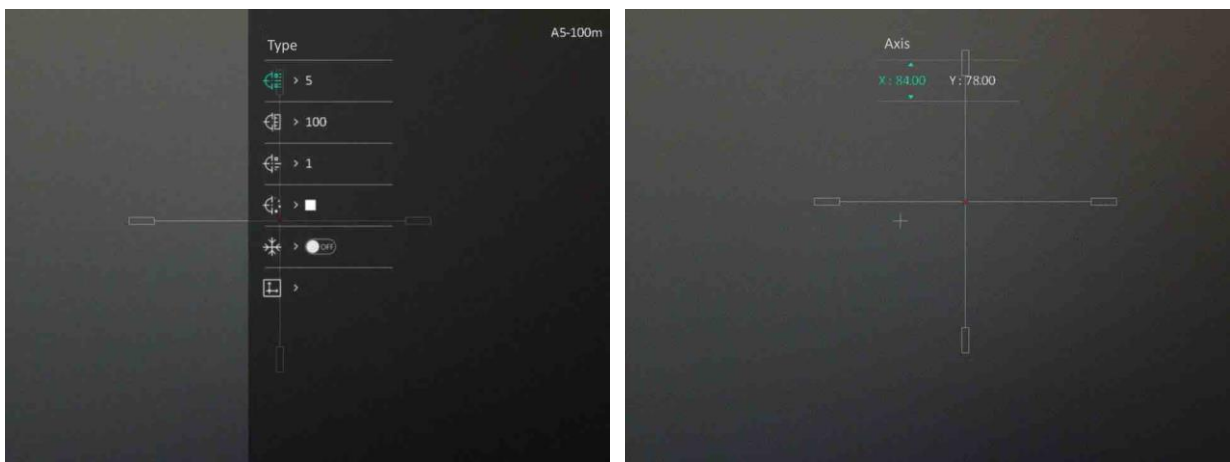 A5-100m
Type
> 5
> 100
> 1
>
> OFF
>
Axis
X : 84.00 Y : 78.00